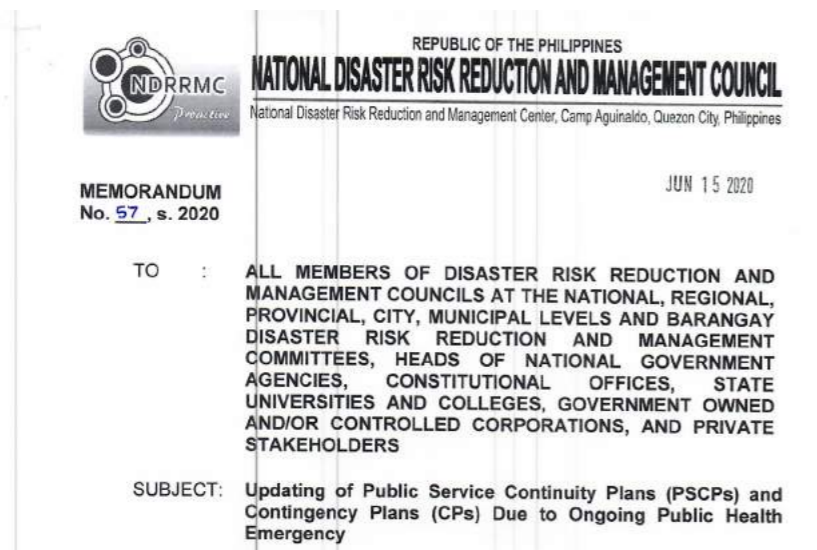 REPUBLIC OF THE PHILIPPINES
NATIONAL DISASTER RISK REDUCTION AND MANAGEMENT COUNCIL
National Disaster Risk Reduction and Management Center, Camp Aguinaldo, Quezon City, Philippines
NDRRMC
Proactive
JUN 15 2020
MEMORANDUM
No. 57, s. 2020
TO : ALL MEMBERS OF DISASTER RISK REDUCTION AND
MANAGEMENT COUNCILS AT THE NATIONAL, REGIONAL,
PROVINCIAL, CITY, MUNICIPAL LEVELS AND BARANGAY
DISASTER RISK REDUCTION AND MANAGEMENT
COMMITTEES, HEADS OF NATIONAL GOVERNMENT
AGENCIES, CONSTITUTIONAL OFFICES, STATE
UNIVERSITIES AND COLLEGES, GOVERNMENT OWNED
AND/OR CONTROLLED CORPORATIONS, AND PRIVATE
STAKEHOLDERS
SUBJECT: Updating of Public Service Continuity Plans (PSCPs) and
Contingency Plans (CPs) Due to Ongoing Public Health
Emergency